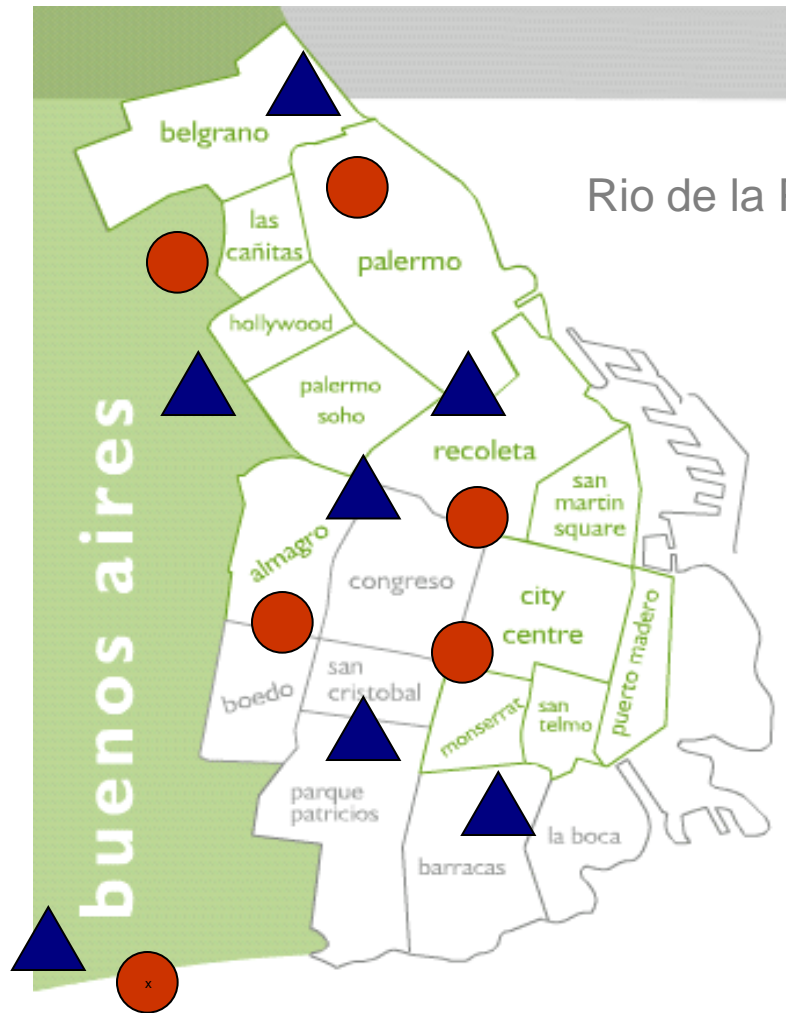 belgrano
Rio de la
las
cañitas
palermo
hollywood
palermo
soho
recoleta
san
martin
square
almagro
congreso
city
centre
puerto madero
boedo
san
cristobal
monserrat
san
telmo
parque
patricios
la boca
barracas
buenos aires
x